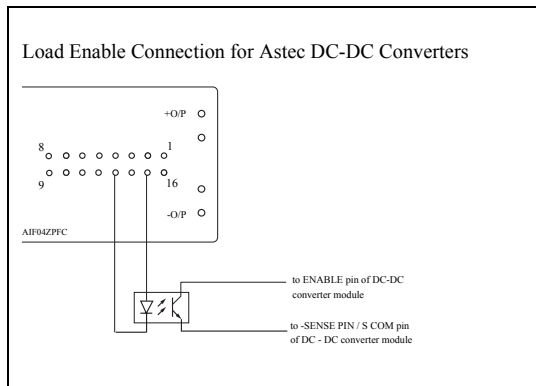 Load Enable Connection for Astec DC-DC Converters
+O/P
8 1
9 16
-O/P
AIF04ZPFC
to ENABLE pin of DC-DC
converter module
to -SENSE PIN / S COM pin
of DC - DC converter module